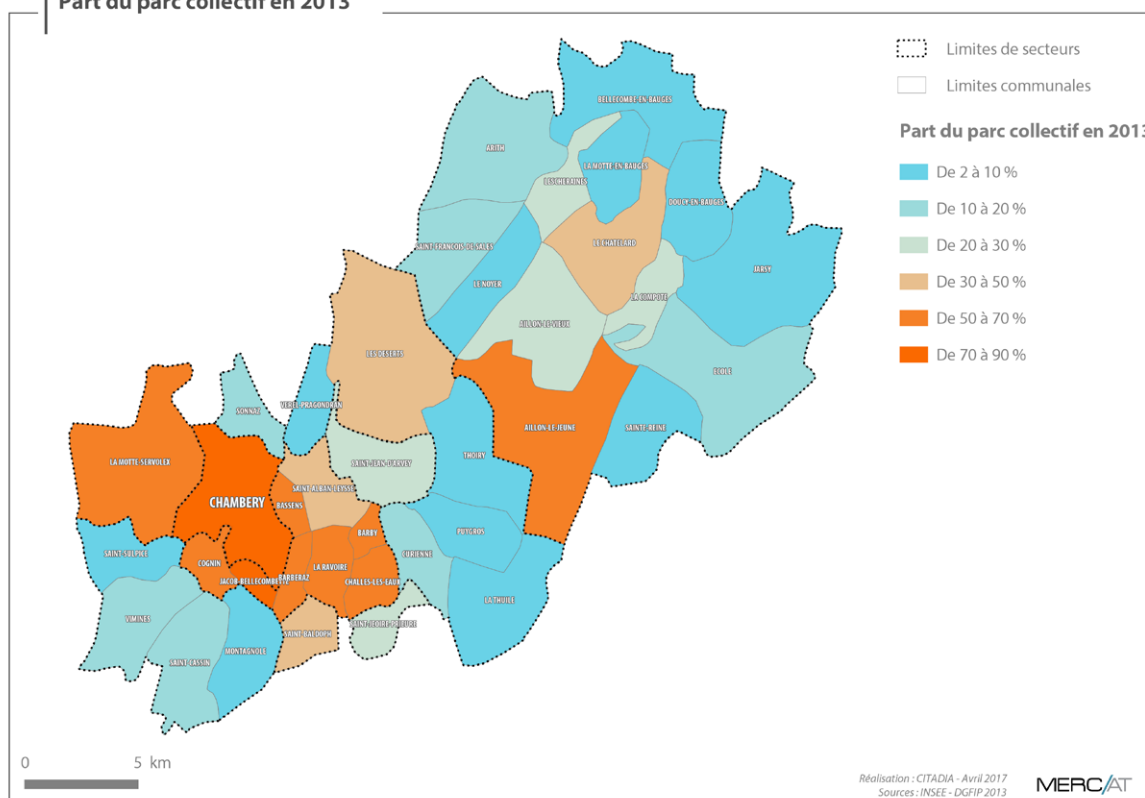 Part du parc collectif en 2013
Limites de secteurs
Limites communales
Part du parc collectif en 2013
De 2 à 10 %
De 10 à 20 %
De 20 à 30 %
De 30 à 50 %
De 50 à 70 %
De 70 à 90 %
BELLECOMBE-EN-BAUGES
ARITH
LA MOTTE-EN-BAUGES
LESCHERAINES
DOUCY-EN-BAUGES
SAINT-FRANCOIS-DE-SALES
LE CHATELARD
JARSY
LE NOYER
LA COMPOTE
AILLON-LE-VIEUX
LES DESERTS
ECOLE
VEREL-PRAGONDRAN
SONNAZ
AILLON-LE-JEUNE
SAINTE-REINE
THOIRY
LA MOTTE-SERVOLEX
SAINT-JEAN-D'ARVEY
SAINT-ALBAN-LEYSSE
CHAMBERY
BASSENS
BARBY
PUYGROS
SAINT-SULPICE
CURIENNE
COGNIN
LA RAVOIRE
JACOB-BELLECOMBETTE
BARBERAZ
CHALLES-LES-EAUX
LA THUILE
VIMINES
SAINT-JEOIRE-PRIEURE
SAINT-BALDOPH
MONTAGNOLE
SAINT-CASSIN
0 5 km
Réalisation : CITADIA - Avril 2017
Sources : INSEE - DGFIP 2013
MERC/AT